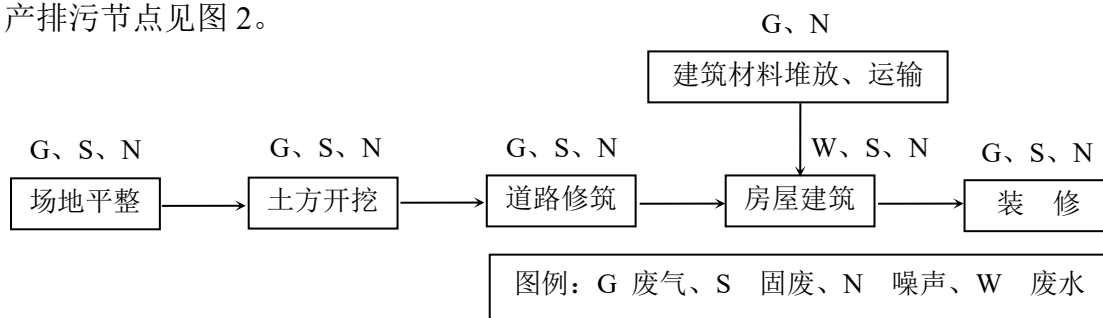 产排污节点见图 2。
G、N
建筑材料堆放、运输
G、S、N
G、S、N
G、S、N
W、S、N
G、S、N
场地平整
土方开挖
道路修筑
房屋建筑
装 修
图例：G 废气、S 固废、N 噪声、W 废水